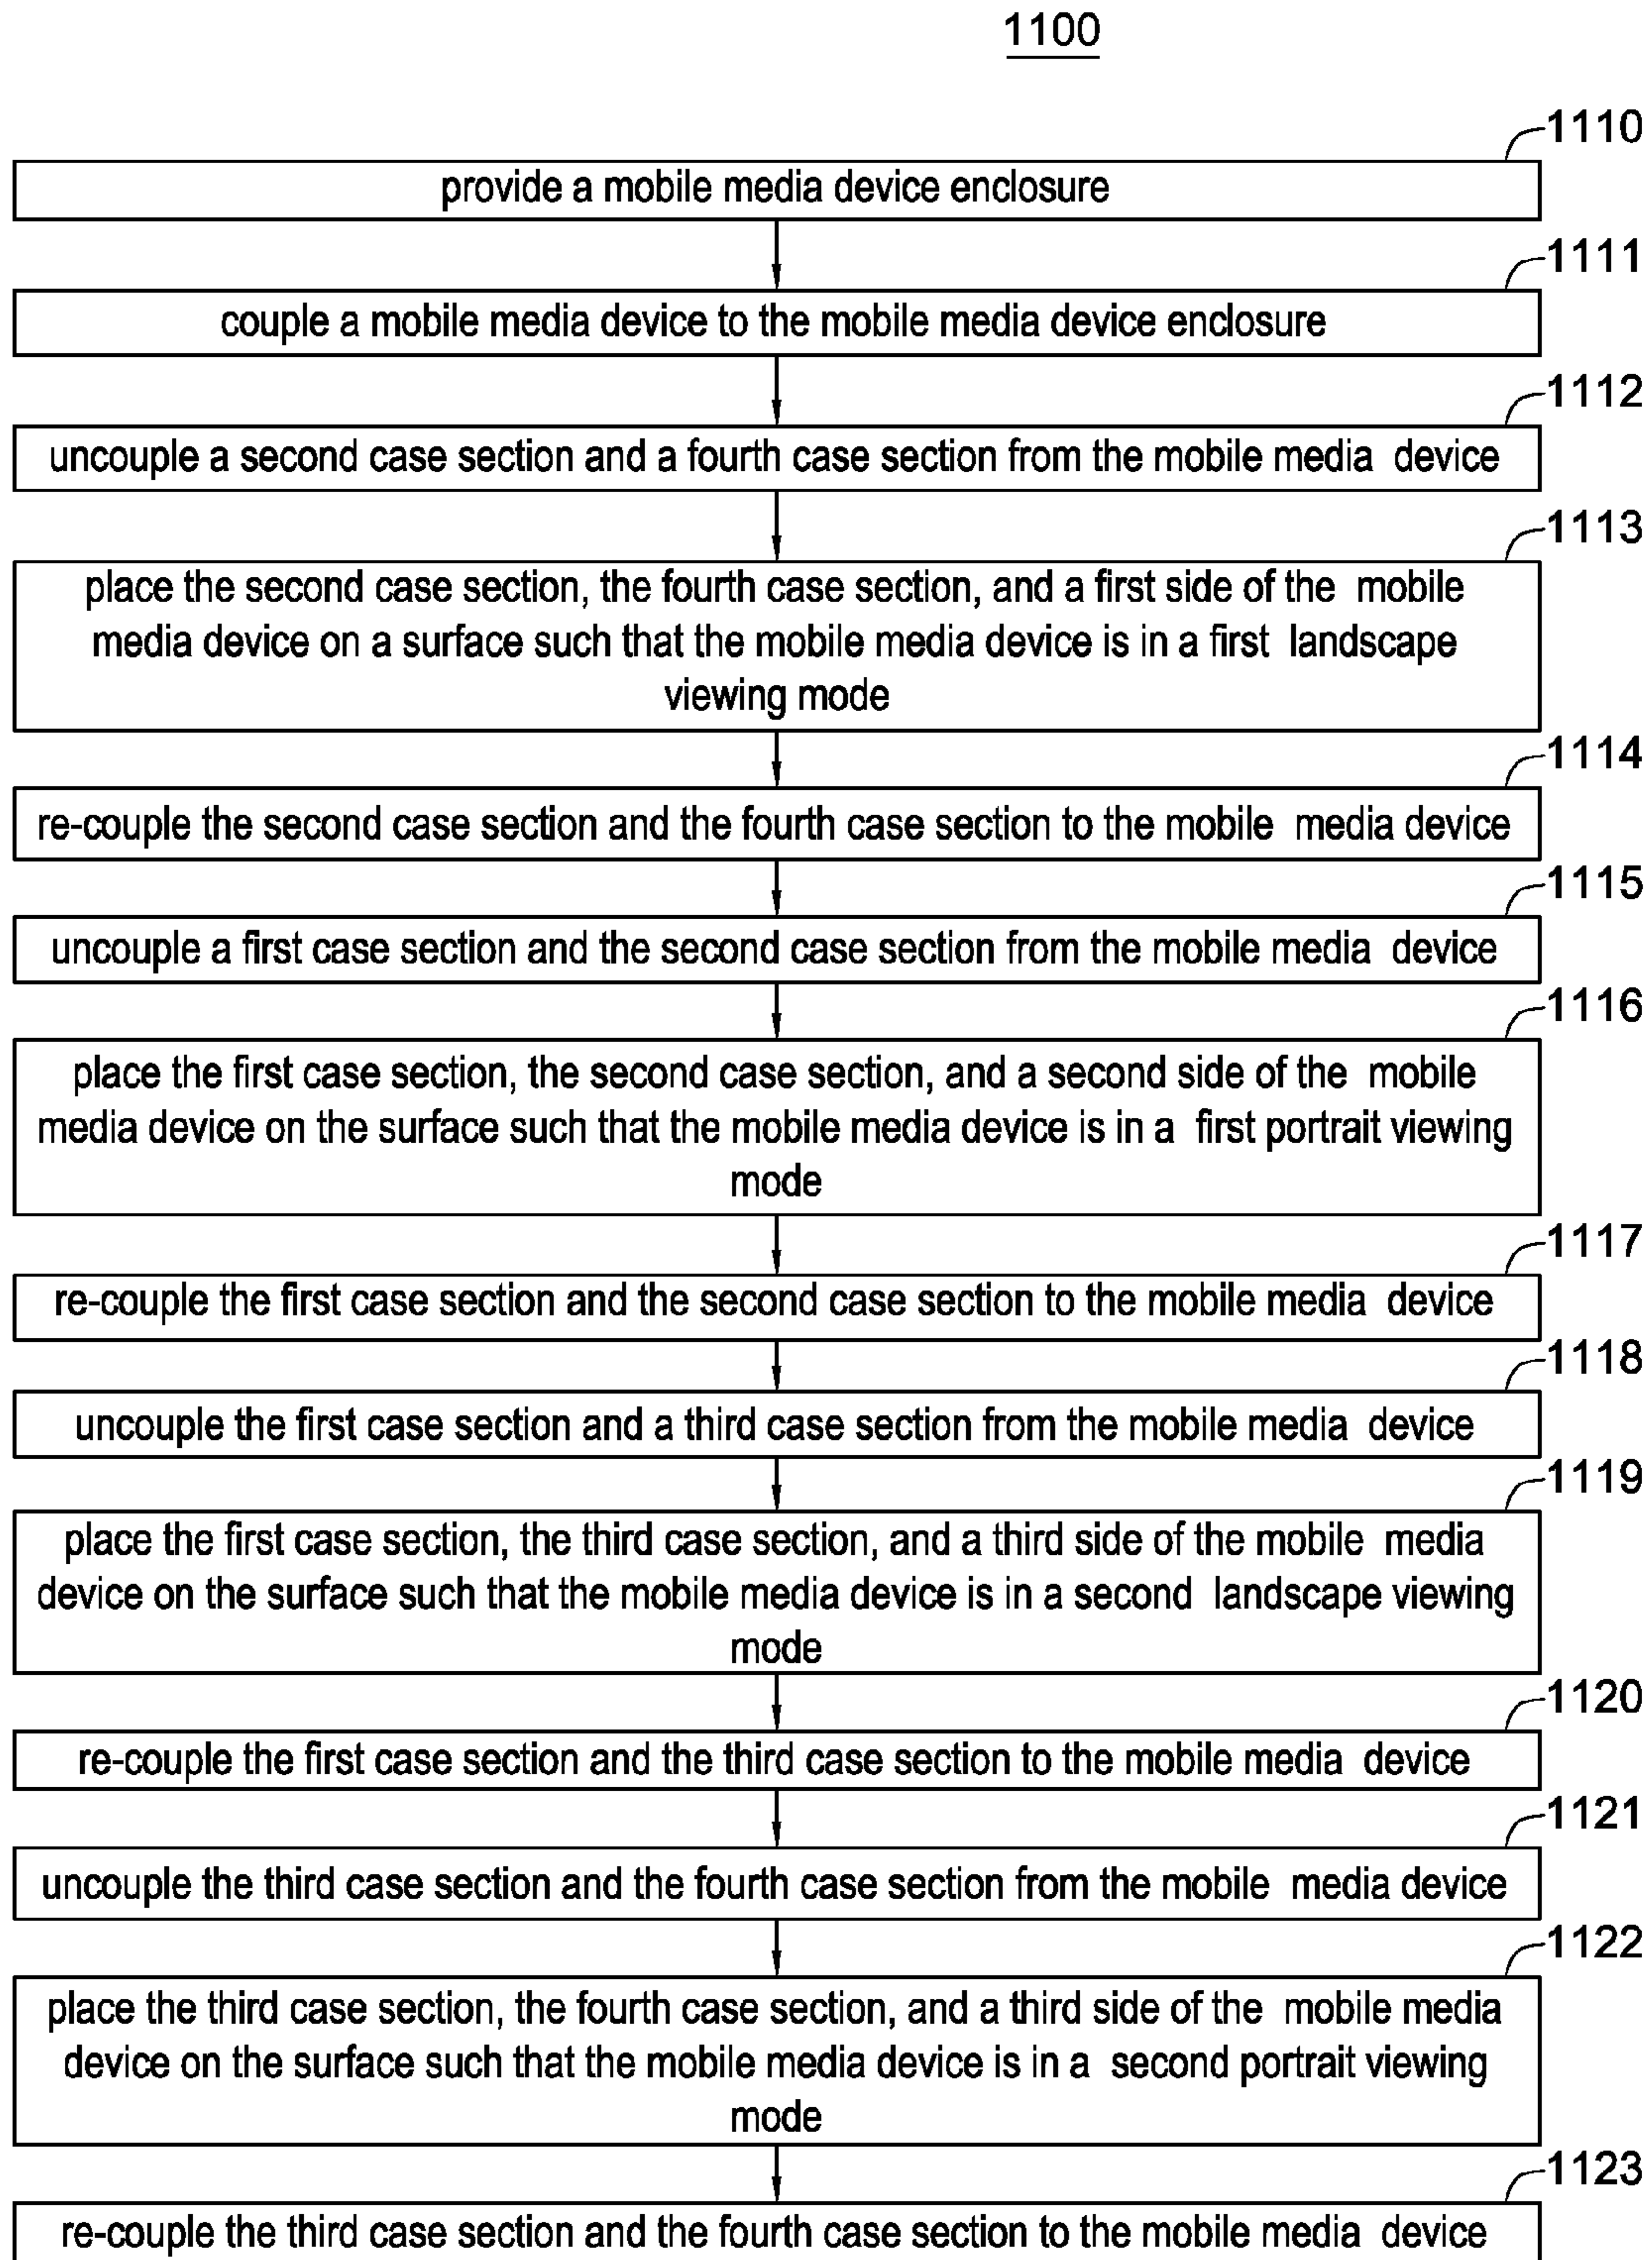 1100
1110
provide a mobile media device enclosure
1111
couple a mobile media device to the mobile media device enclosure
1112
uncouple a second case section and a fourth case section from the mobile media device
1113
place the second case section, the fourth case section, and a first side of the mobile
media device on a surface such that the mobile media device is in a first landscape
viewing mode
1114
re-couple the second case section and the fourth case section to the mobile media device
1115
uncouple a first case section and the second case section from the mobile media device
1116
place the first case section, the second case section, and a second side of the mobile
media device on the surface such that the mobile media device is in a first portrait viewing
mode
1117
re-couple the first case section and the second case section to the mobile media device
1118
uncouple the first case section and a third case section from the mobile media device
1119
place the first case section, the third case section, and a third side of the mobile media
device on the surface such that the mobile media device is in a second landscape viewing
mode
1120
re-couple the first case section and the third case section to the mobile media device
1121
uncouple the third case section and the fourth case section from the mobile media device
1122
place the third case section, the fourth case section, and a third side of the mobile media
device on the surface such that the mobile media device is in a second portrait viewing
mode
1123
re-couple the third case section and the fourth case section to the mobile media device